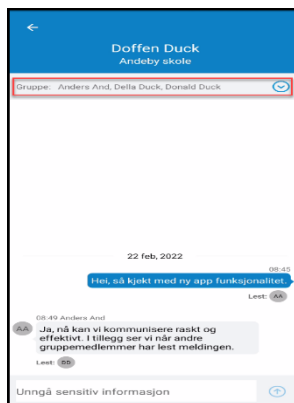 Doffen Duck
Andeby skole
Gruppe: Anders And, Della Duck, Donald Duck
22 feb, 2022
08:45
Hei, så kjekt med ny app funksjonalitet.
Lest: AA
08:49 Anders And
AA
Ja, nå kan vi kommunisere raskt og
effektivt. I tillegg ser vi når andre
gruppemedlemmer har lest meldingen.
Lest:
Unngå sensitiv informasjon